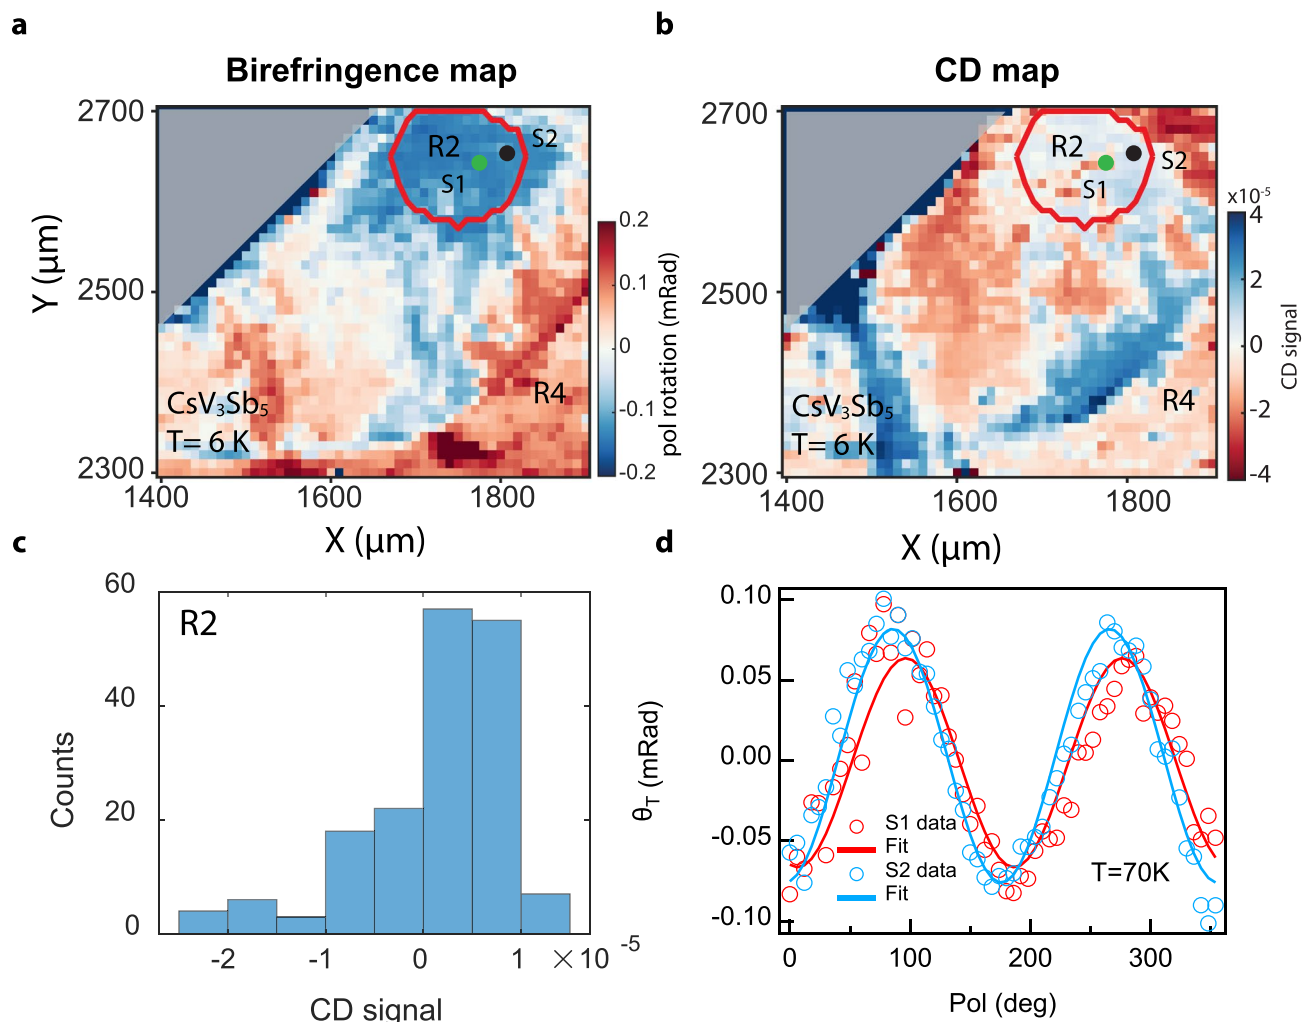 a
Birefringence map
2700
2500
2300
Y (μm)
R2
S1
S2
R4
CsV₃Sb₅
T= 6 K
1400
1600
1800
X (μm)
0.2
0.1
0
-0.1
-0.2
pol rotation (mRad)
b
CD map
2700
2500
2300
R2
S1
S2
R4
CsV₃Sb₅
T= 6 K
1400
1600
1800
X (μm)
x10⁻⁵
4
2
0
-2
-4
CD signal
c
R2
60
40
20
0
Counts
-2
-1
0
1
×10
-5
CD signal
d
0.10
0.05
0.00
-0.05
-0.10
θT (mRad)
S1 data
Fit
S2 data
Fit
T=70K
0
100
200
300
Pol (deg)